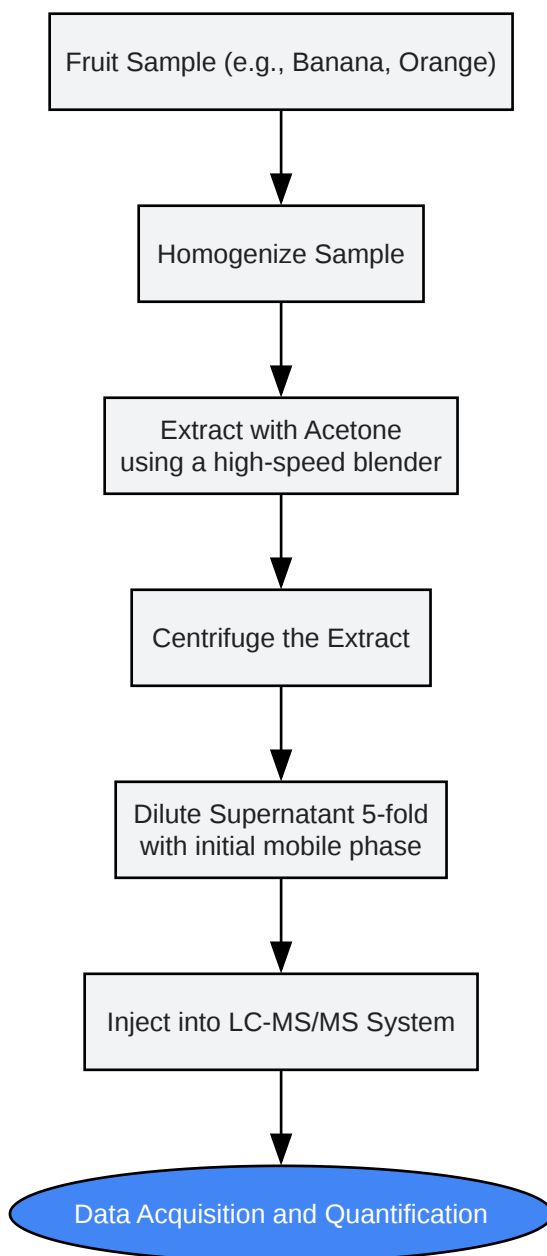 Fruit Sample (e.g., Banana, Orange)
Homogenize Sample
Extract with Acetone
using a high-speed blender
Centrifuge the Extract
Dilute Supernatant 5-fold
with initial mobile phase
Inject into LC-MS/MS System
Data Acquisition and Quantification